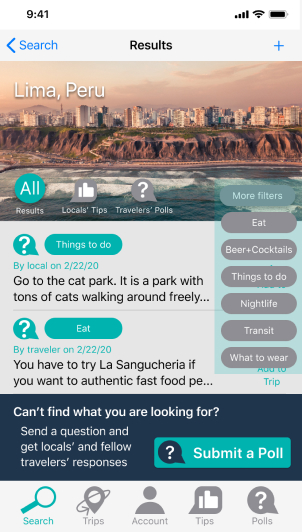 9:41
Search
Results
+
Lima, Peru
All
Results
Locals' Tips
Travelers' Polls
More filters
Eat
Beer+Cocktails
Things to do
Nightlife
Transit
What to wear
Things to do
By local on 2/22/20
Go to the cat park. It is a park with
tons of cats walking around freely...
Eat
By traveler on 2/22/20
You have to try La Sangucheria if
you want to authentic fast food pe...
Add to
Trip
Can't find what you are looking for?
Send a question and
get locals' and fellow
travelers' responses
? Submit a Poll
Search
Trips
Account
Tips
Polls